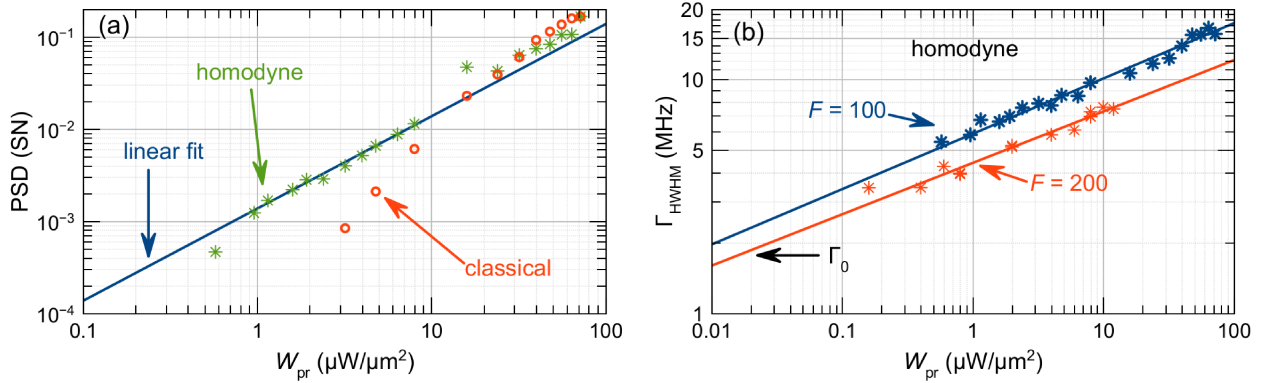 (a)
homodyne
linear fit
classical
PSD (SN)
10⁻¹
10⁻²
10⁻³
10⁻⁴
0.1
1
10
100
W_pr (µW/µm²)
(b)
homodyne
F = 100
F = 200
Γ₀
Γ_HWHM (MHz)
20
15
10
5
1
0.01
0.1
1
10
100
W_pr (µW/µm²)